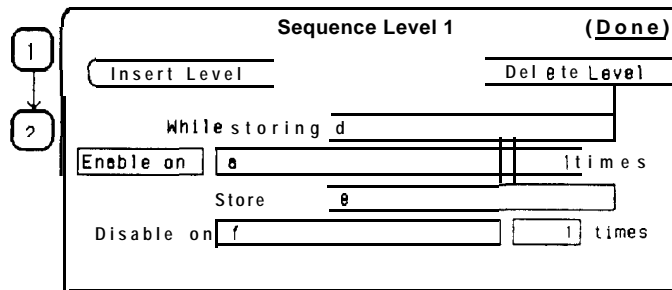 Sequence Level 1 (Done)
1
Insert Level Delete Level
2
While storing d
Enable on a 1 times
Store e
Disable on f 1 times